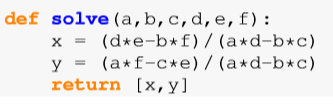 def solve(a,b,c,d,e,f):
    x = (d*e-b*f)/(a*d-b*c)
    y = (a*f-c*e)/(a*d-b*c)
    return [x,y]